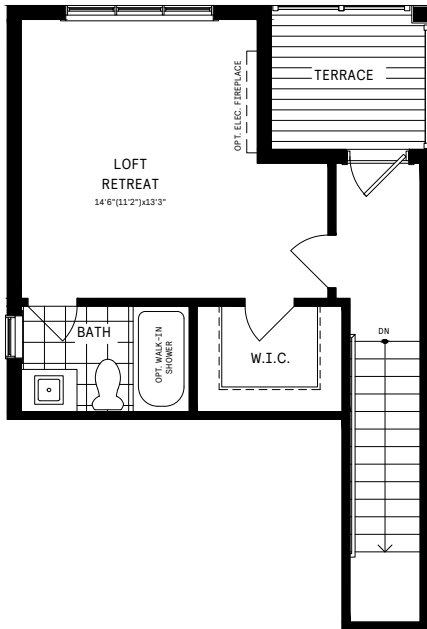 TERRACE
OPT. ELEC. FIREPLACE
LOFT
RETREAT
14'6"(11'2")x13'3"
DN
BATH
OPT. WALK-IN
SHOWER
W.I.C.